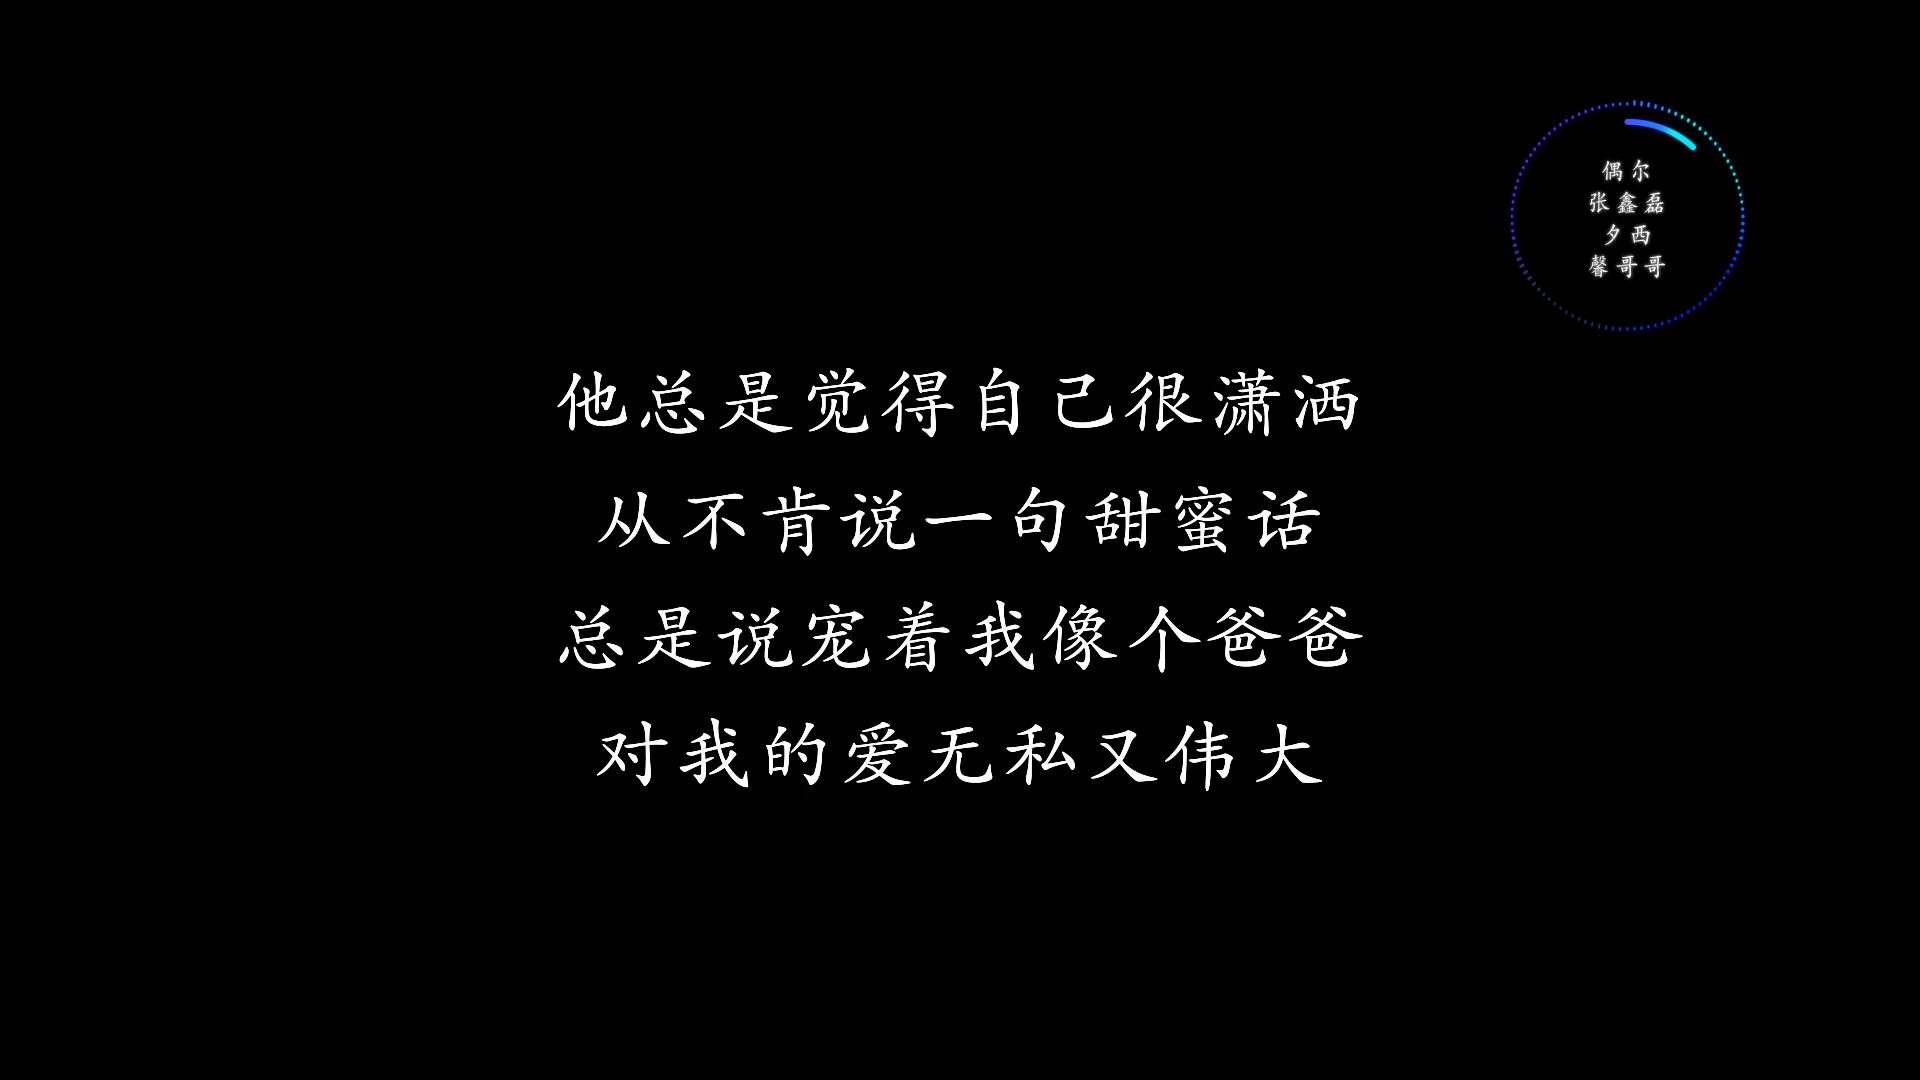 偶尔
张鑫磊
夕西
馨哥哥
他总是觉得自己很潇洒
从不肯说一句甜蜜话
总是说宠着我像个爸爸
对我的爱无私又伟大